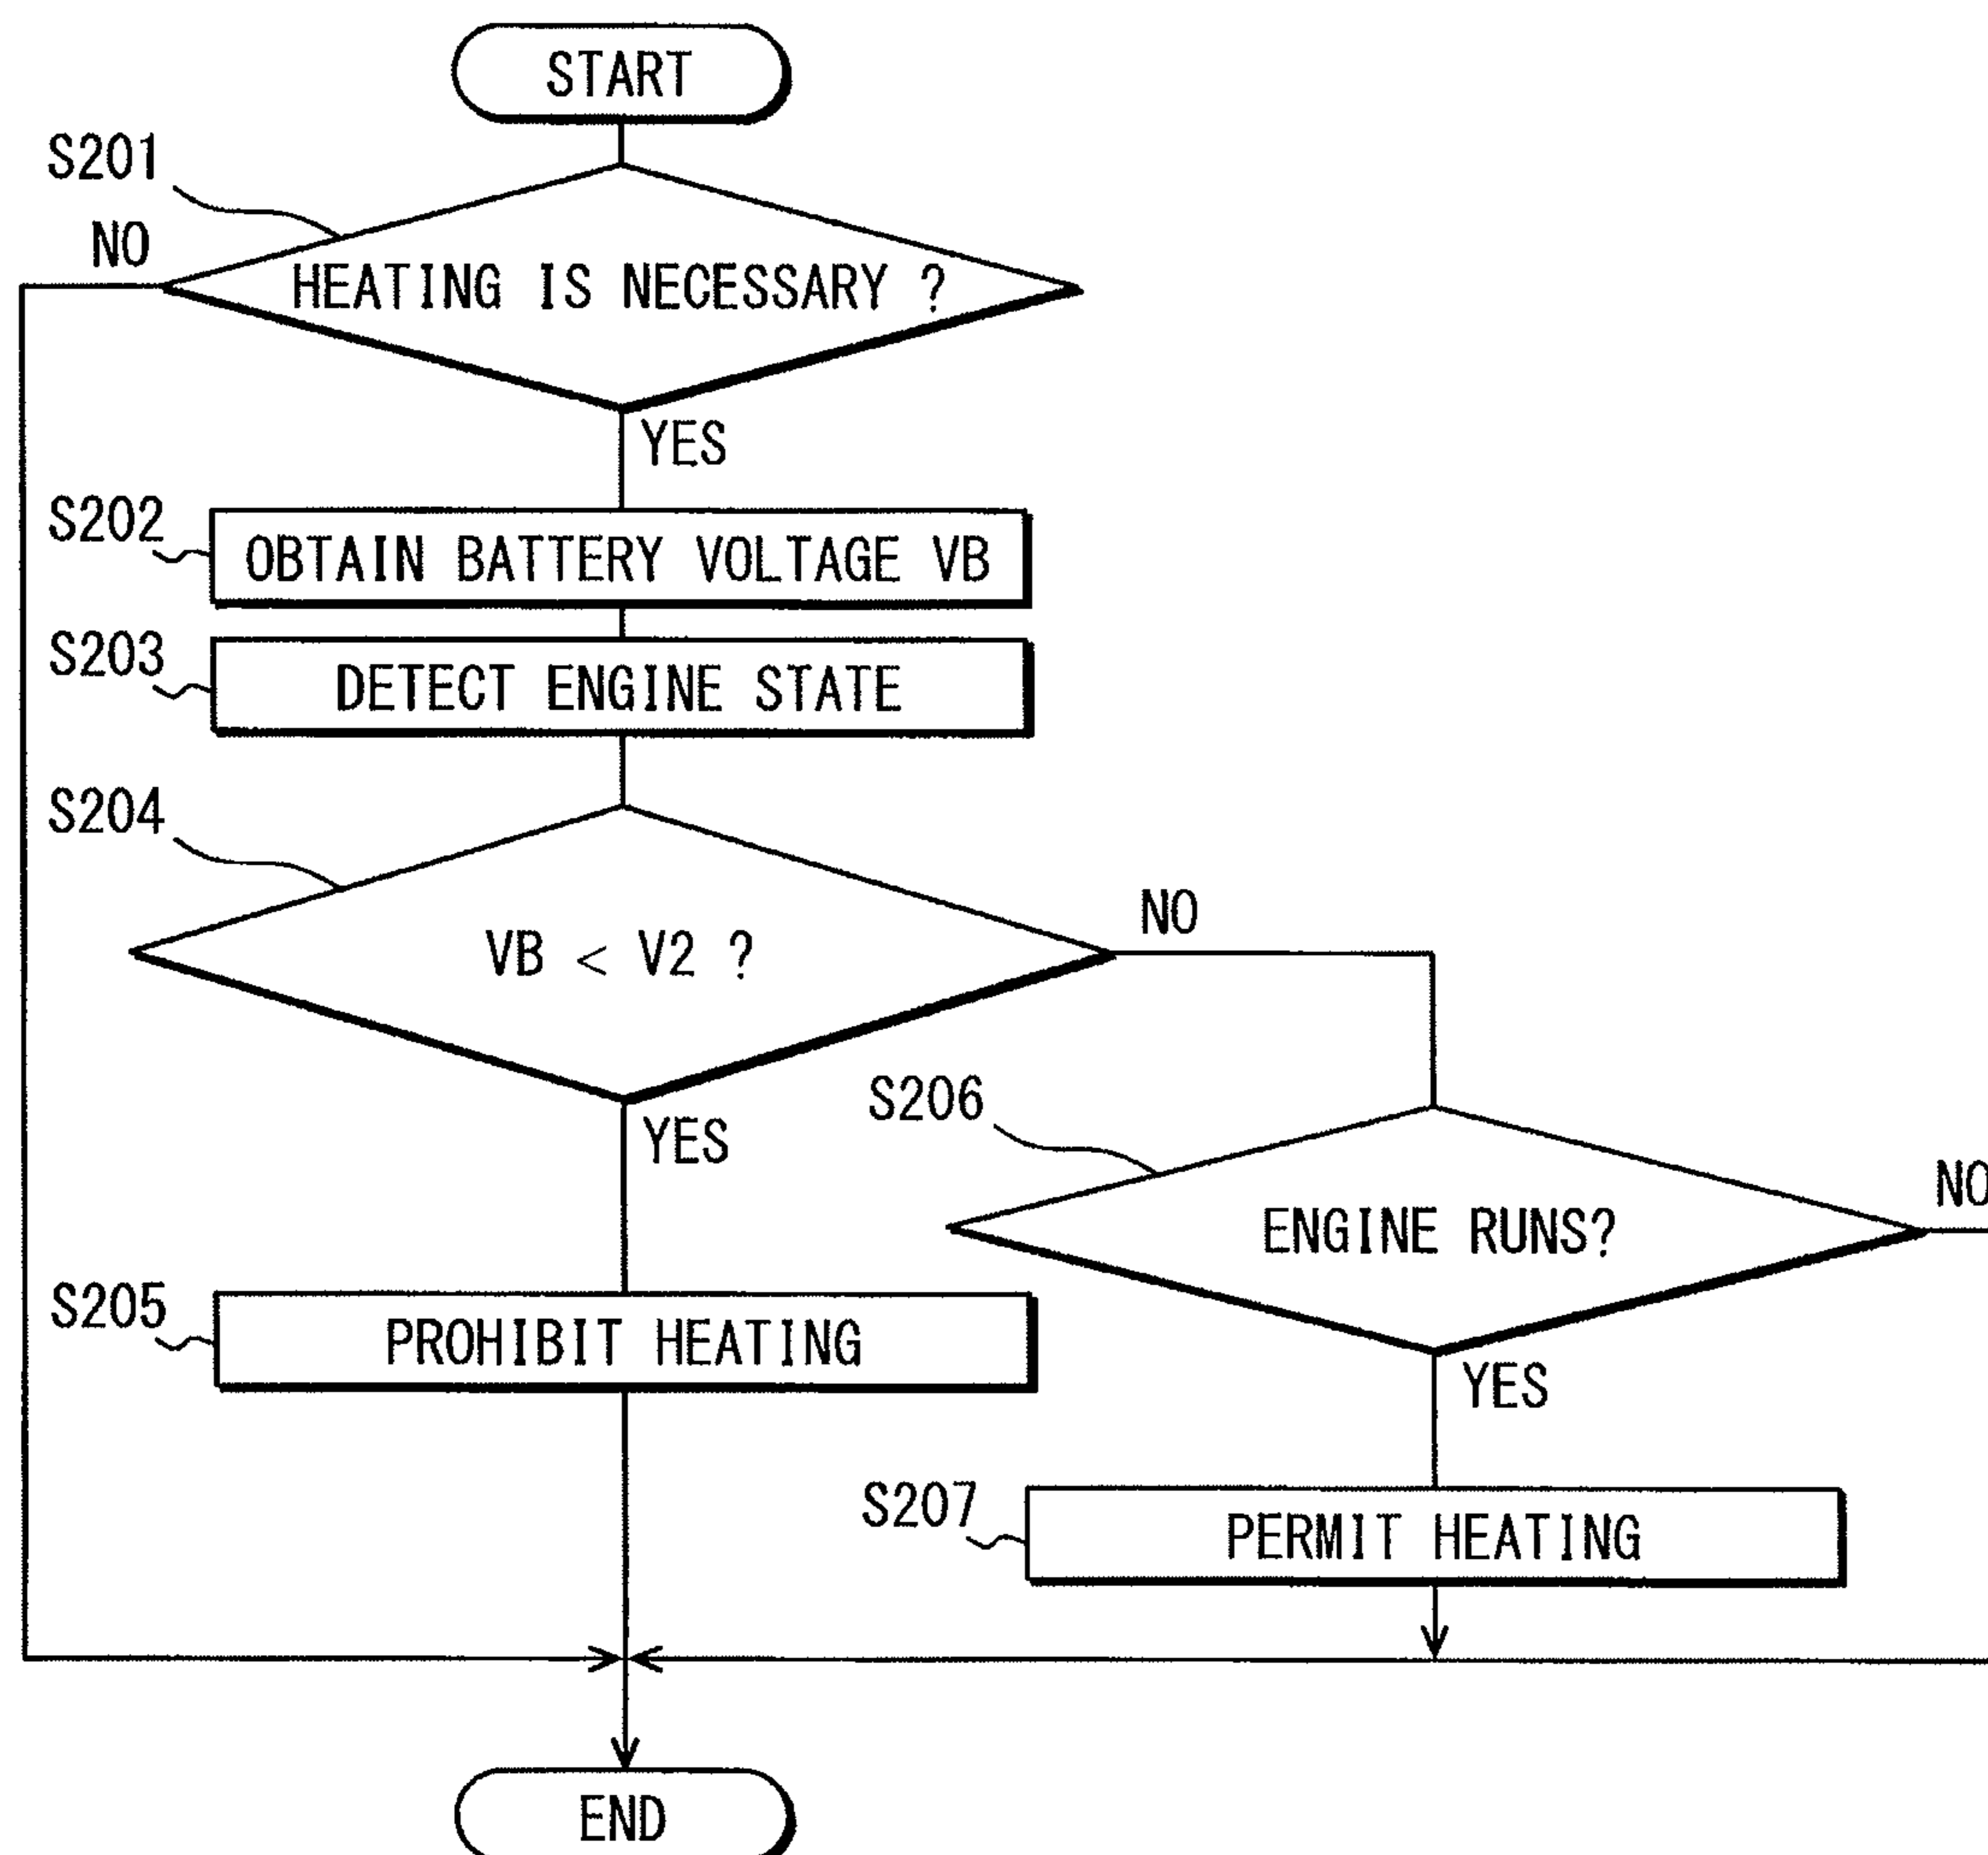 START
S201
NO
HEATING IS NECESSARY ?
YES
S202
OBTAIN BATTERY VOLTAGE VB
S203
DETECT ENGINE STATE
S204
VB < V2 ?
NO
YES
S206
ENGINE RUNS?
NO
YES
S205
PROHIBIT HEATING
S207
PERMIT HEATING
END